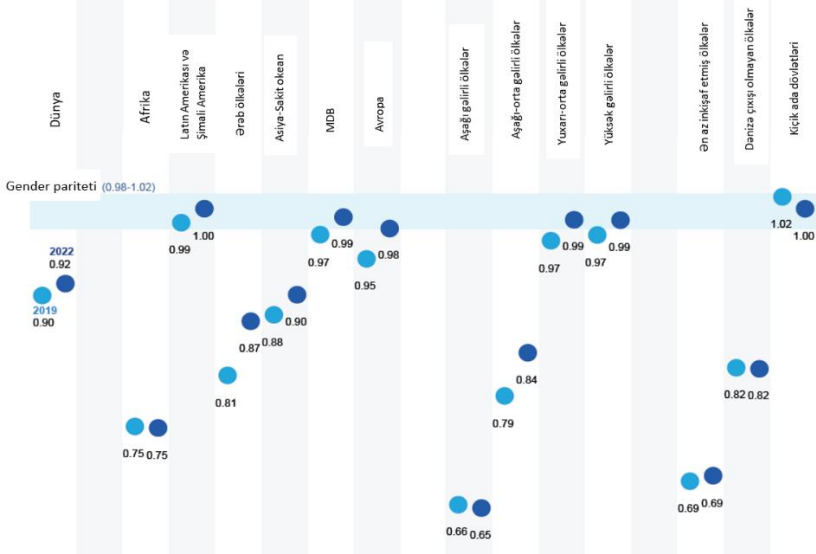 Dünya
Afrika
Latın Amerikası və
Şimali Amerika
Ərəb ölkələri
Asiya-Sakit okean
MDB
Avropa
Aşağı gəlirli ölkələr
Aşağı-orta gəlirli ölkələr
Yuxarı-orta gəlirli ölkələr
Yüksək gəlirli ölkələr
Ən az inkişaf etmiş ölkələr
Dənizə çıxışı olmayan ölkələr
Kiçik ada dövlətləri
Gender pariteti (0.98-1.02)
2022
0.92
2019
0.90
0.75 0.75
0.99
1.00
0.81
0.87
0.88
0.90
0.97
0.99
0.95
0.98
0.66 0.65
0.79
0.84
0.97
0.99
0.97
0.99
0.69 0.69
0.82 0.82
1.02
1.00